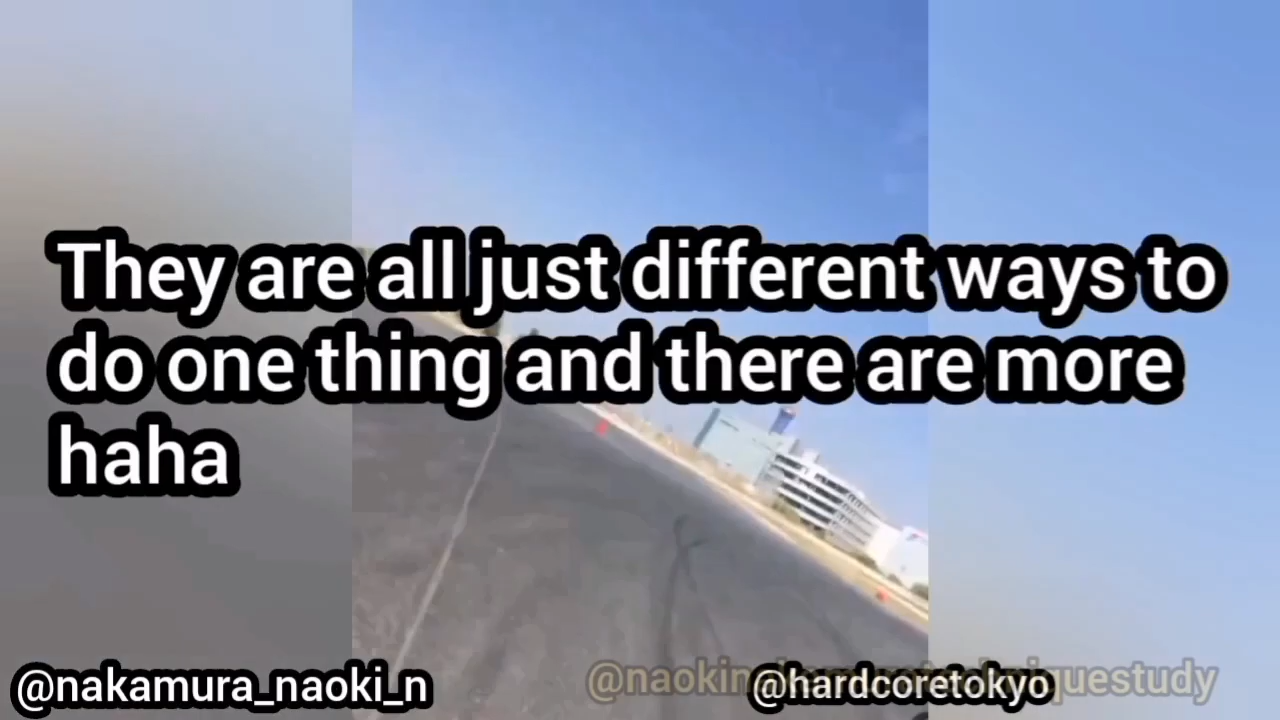 They are all just different ways to
do one thing and there are more
haha
@nakamura_naoki_n
@hardcoretokyo